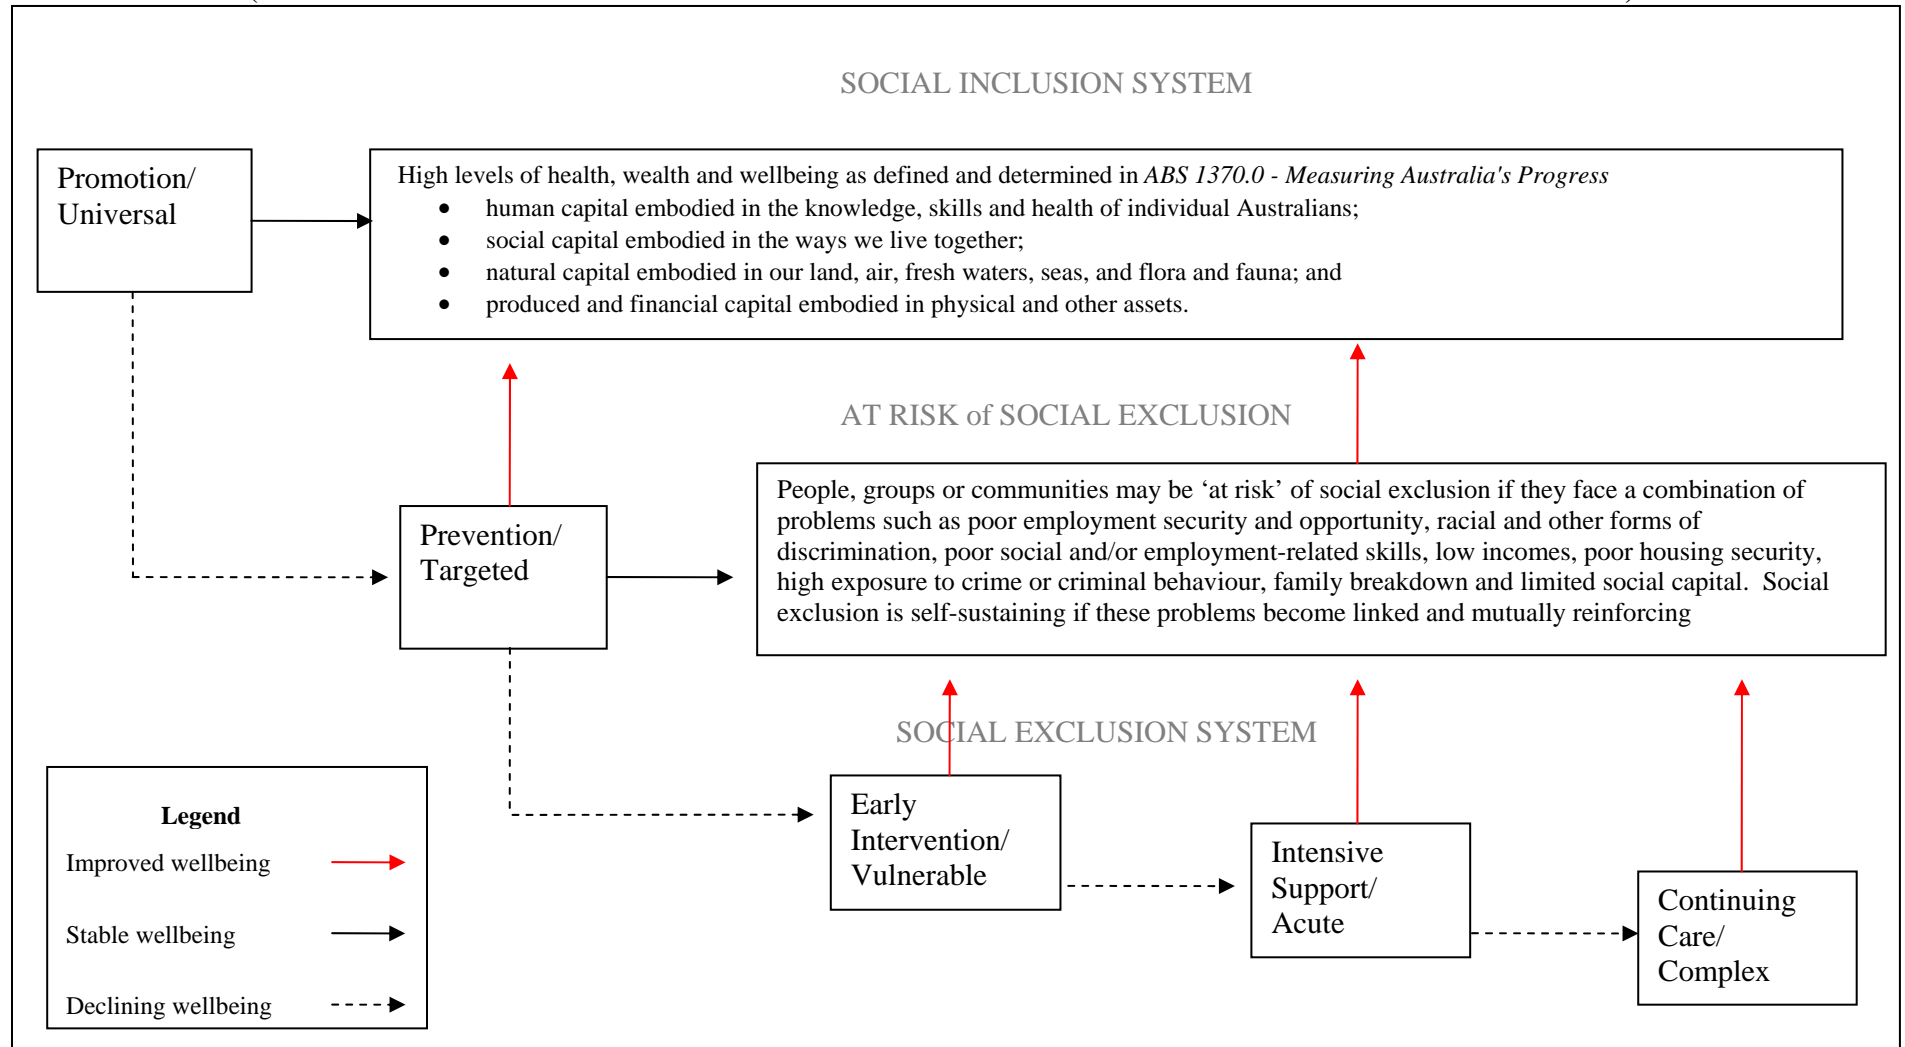 SOCIAL INCLUSION SYSTEM
Promotion/
Universal
High levels of health, wealth and wellbeing as defined and determined in ABS 1370.0 - Measuring Australia's Progress
• human capital embodied in the knowledge, skills and health of individual Australians;
• social capital embodied in the ways we live together;
• natural capital embodied in our land, air, fresh waters, seas, and flora and fauna; and
• produced and financial capital embodied in physical and other assets.
AT RISK of SOCIAL EXCLUSION
Prevention/
Targeted
People, groups or communities may be ‘at risk’ of social exclusion if they face a combination of
problems such as poor employment security and opportunity, racial and other forms of
discrimination, poor social and/or employment-related skills, low incomes, poor housing security,
high exposure to crime or criminal behaviour, family breakdown and limited social capital.  Social
exclusion is self-sustaining if these problems become linked and mutually reinforcing
SOCIAL EXCLUSION SYSTEM
Early
Intervention/
Vulnerable
Intensive
Support/
Acute
Continuing
Care/
Complex
Legend
Improved wellbeing
Stable wellbeing
Declining wellbeing